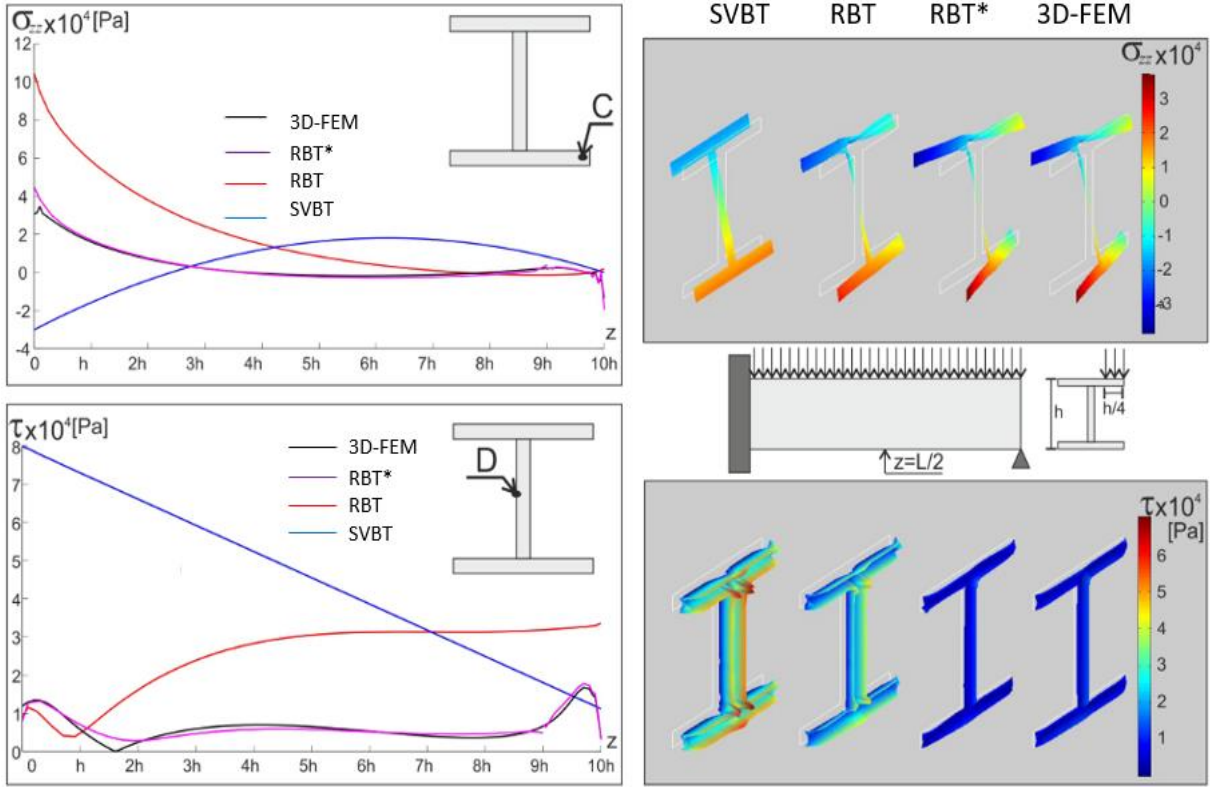 σzz x10⁴ [Pa]
12
10
8
6
4
2
0
-2
-4
3D-FEM
RBT*
RBT
SVBT
C
z
0 h 2h 3h 4h 5h 6h 7h 8h 9h 10h
τx10⁴[Pa]
8
7
6
5
4
3
2
1
0
3D-FEM
RBT*
RBT
SVBT
D
z
0 h 2h 3h 4h 5h 6h 7h 8h 9h 10h
SVBT RBT RBT* 3D-FEM
σzz x10⁴
3
2
1
0
-1
-2
-3
h
z=L/2
h/4
τx10⁴
[Pa]
6
5
4
3
2
1